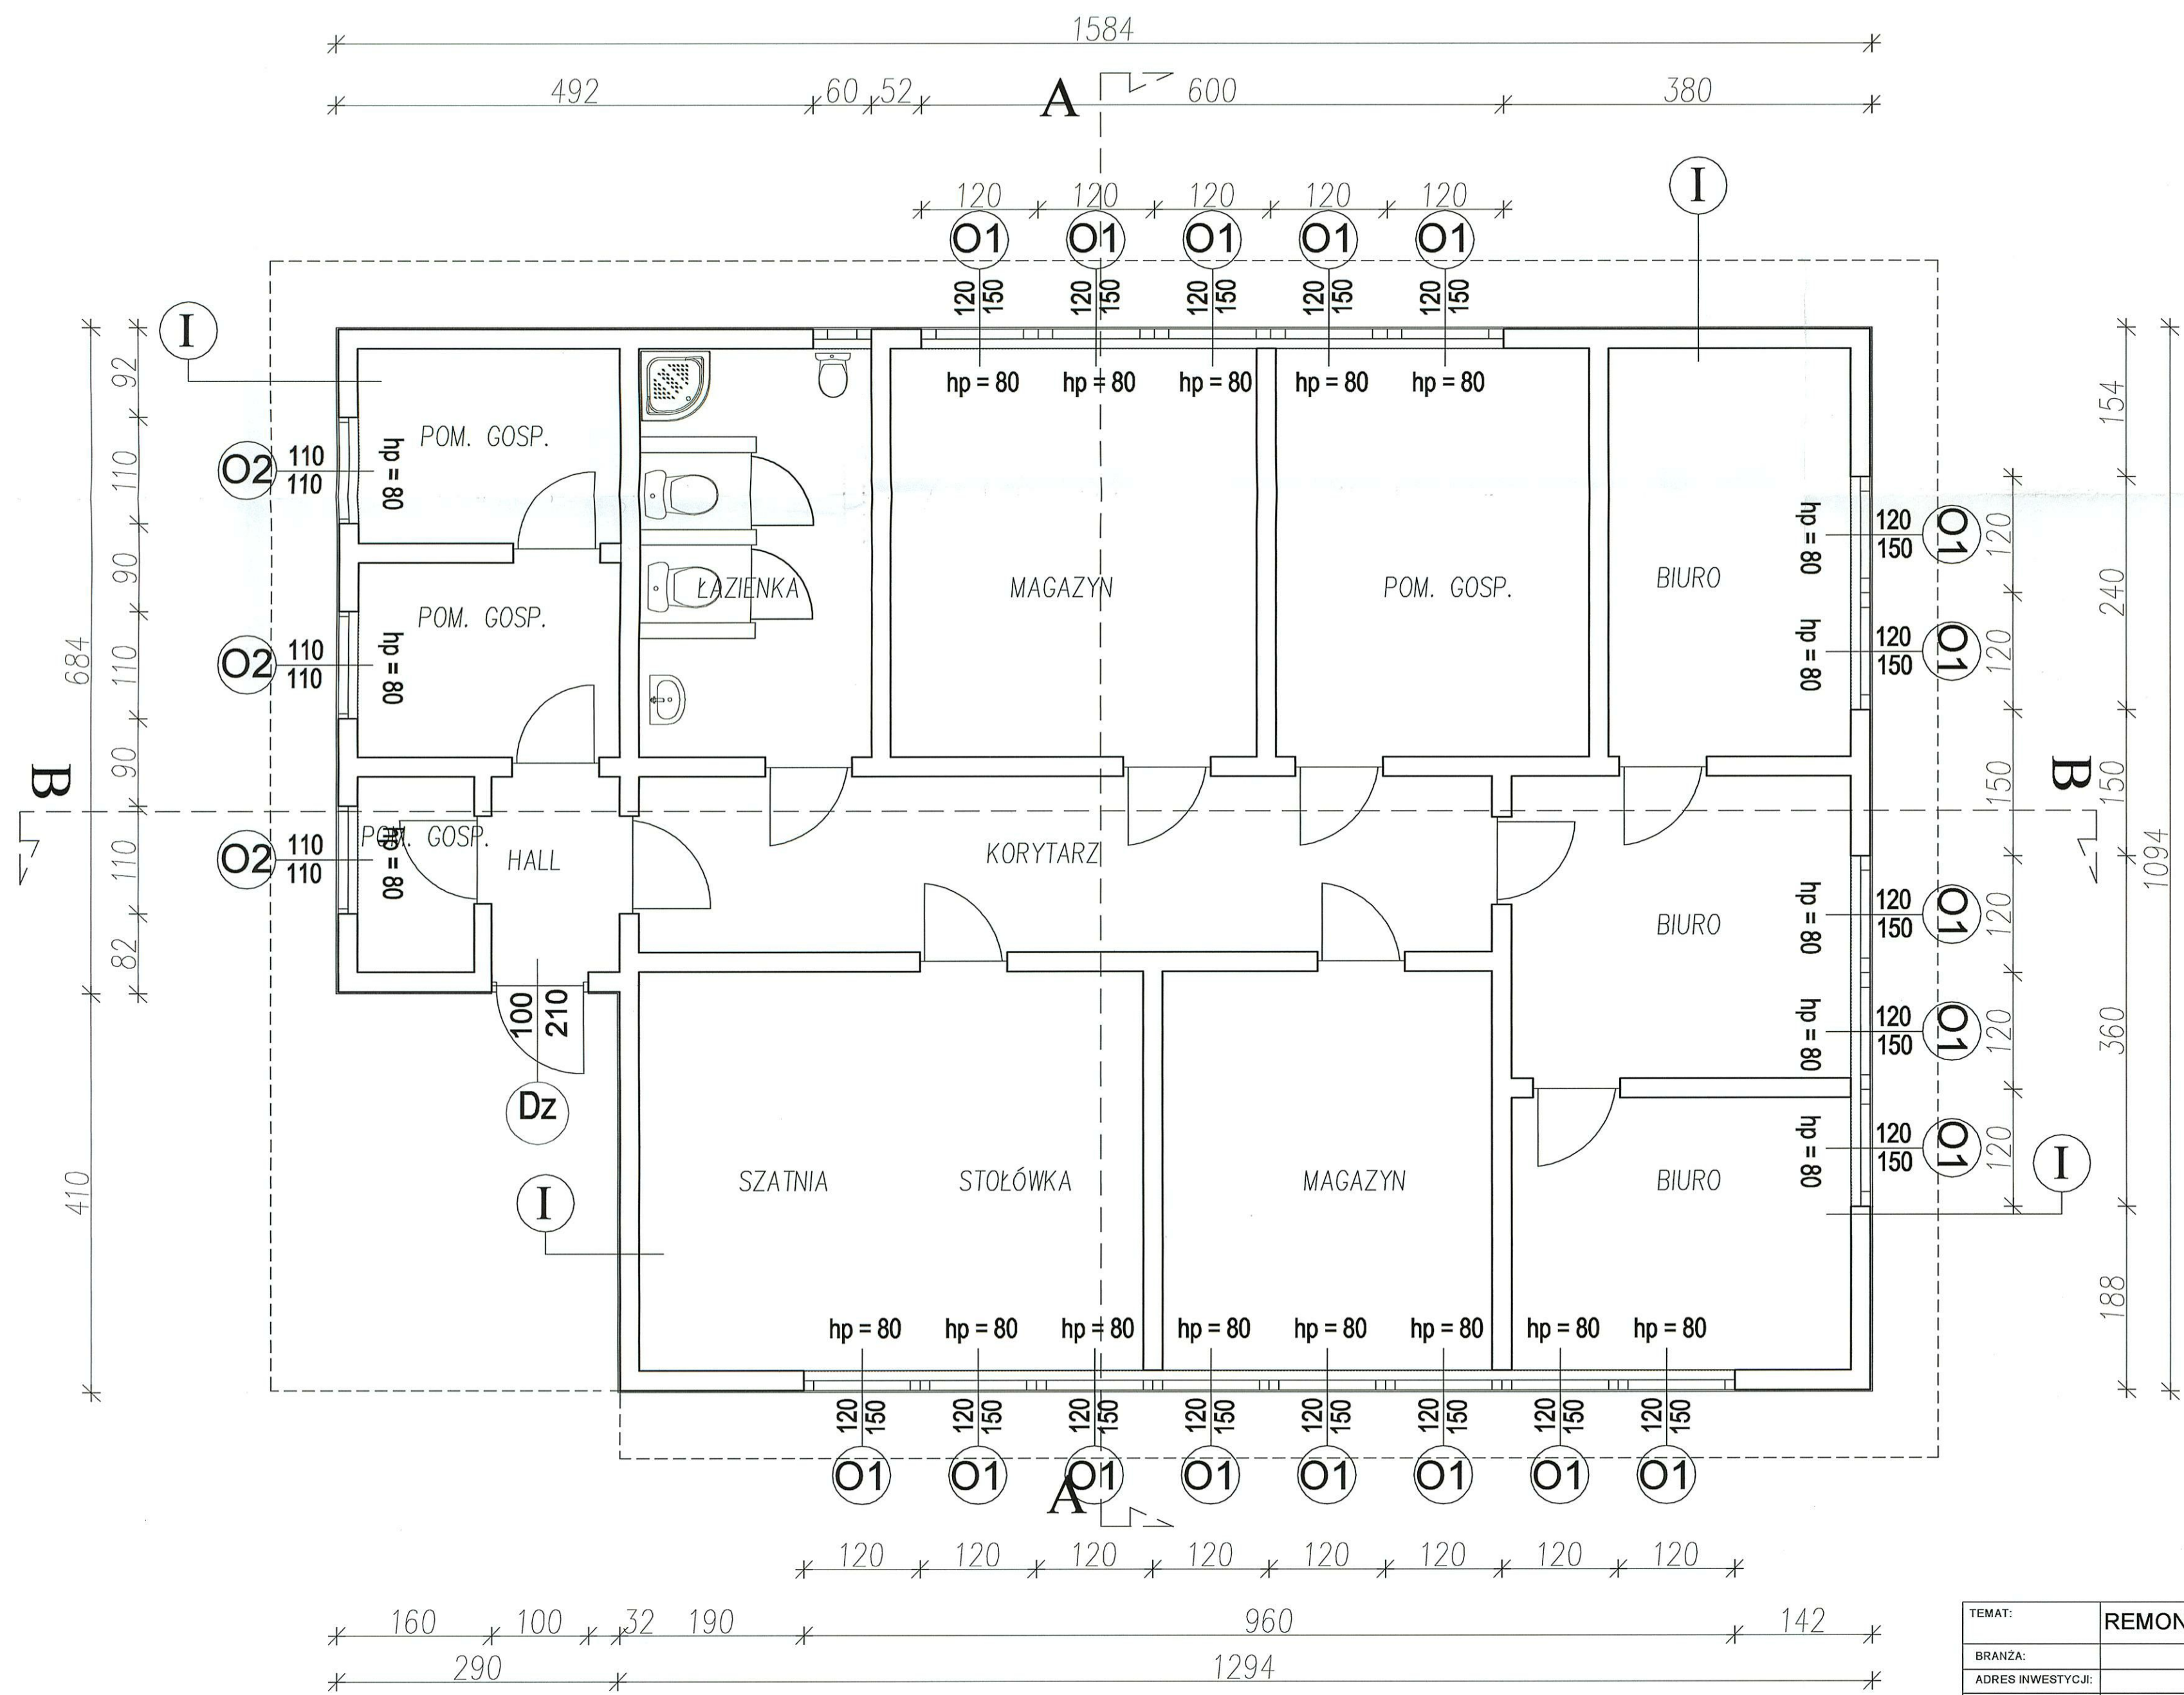 1584
492 60 52 600 380
A
120 120 120 120 120
I
O1 O1 O1 O1 O1
120 150 120 150 120 150 120 150 120 150
I
hp = 80 hp = 80 hp = 80 hp = 80 hp = 80
92 110 90 110 90 110 82
684
410
154 240 150 360 188
1094
120 120 150 120 120 120
POM. GOSP.
O2 110 110 hp = 80
O1 120 150 hp = 80
ŁAZIENKA MAGAZYN POM. GOSP. BIURO
POM. GOSP.
O2 110 110 hp = 80
O1 120 150 hp = 80
B B
POM. GOSP. HALL KORYTARZ
O2 110 110 hp = 80
BIURO
O1 120 150 hp = 80
100 210
O1 120 150 hp = 80
Dz
O1 120 150 hp = 80
I
SZATNIA STOŁÓWKA MAGAZYN BIURO
I
hp = 80 hp = 80 hp = 80 hp = 80 hp = 80 hp = 80 hp = 80 hp = 80
120 150 120 150 120 150 120 150 120 150 120 150 120 150 120 150
O1 O1 O1 O1 O1 O1 O1 O1
A
120 120 120 120 120 120 120 120
160 100 32 190 960 142
290 1294
TEMAT: REMON
BRANŻA:
ADRES INWESTYCJI: